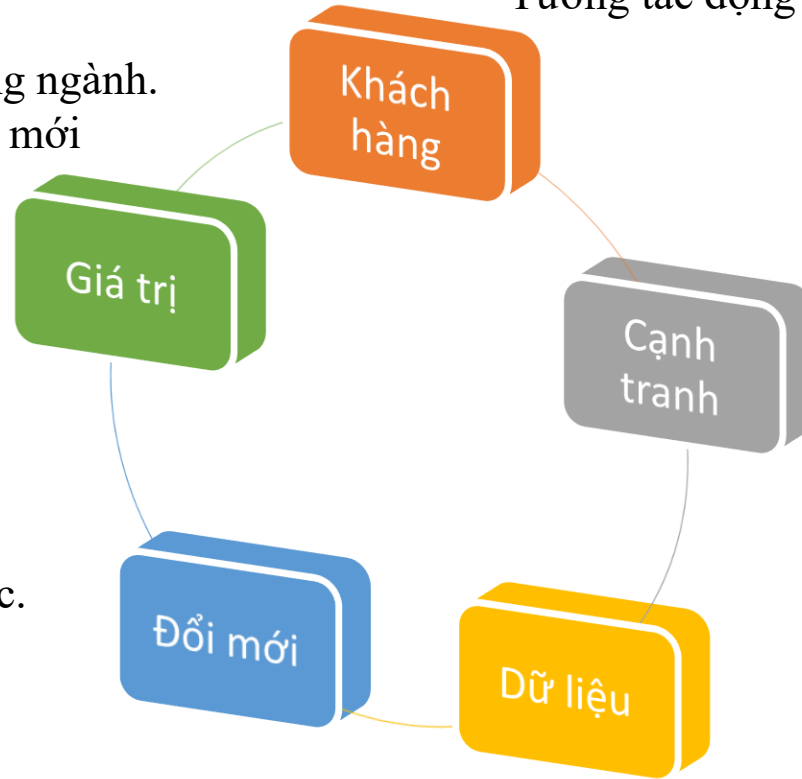 Khách
hàng
ngành.
mới
Giá trị
Cạnh
tranh
Đổi mới
Dữ liệu